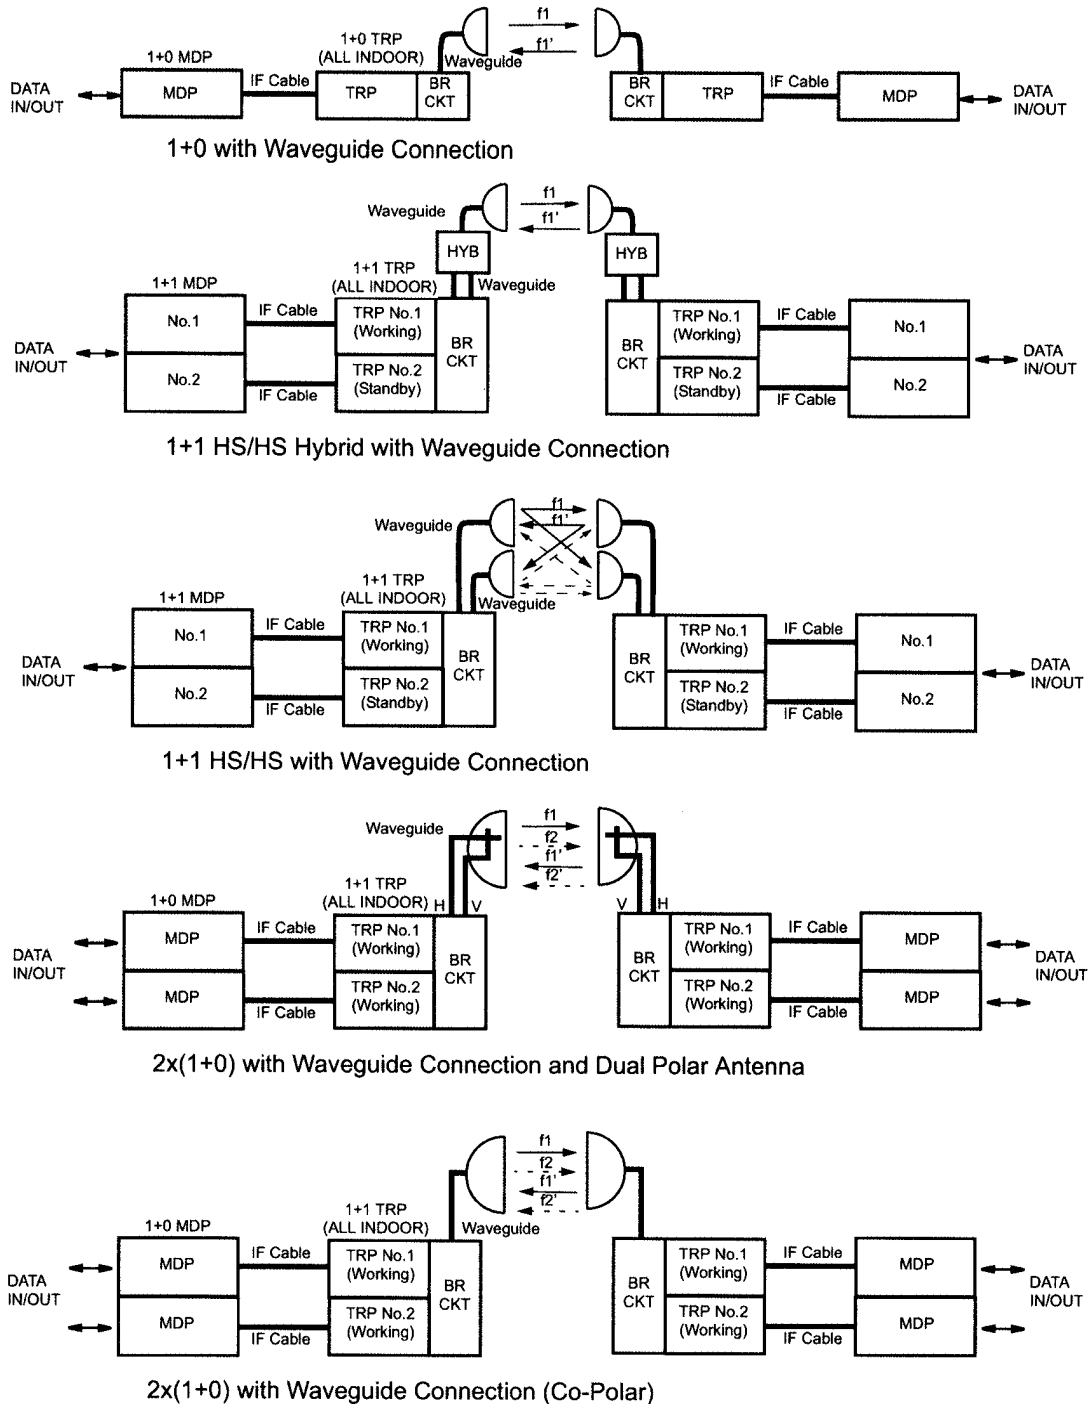 f1
f1'
1+0 TRP
(ALL INDOOR)
Waveguide
1+0 MDP
DATA
IN/OUT
MDP
IF Cable
TRP
BR
CKT
BR
CKT
TRP
IF Cable
MDP
DATA
IN/OUT
1+0 with Waveguide Connection
Waveguide
f1
f1'
HYB
HYB
1+1 TRP
(ALL INDOOR)
Waveguide
1+1 MDP
DATA
IN/OUT
No.1
No.2
IF Cable
IF Cable
TRP No.1
(Working)
TRP No.2
(Standby)
BR
CKT
BR
CKT
TRP No.1
(Working)
TRP No.2
(Standby)
IF Cable
IF Cable
No.1
No.2
DATA
IN/OUT
1+1 HS/HS Hybrid with Waveguide Connection
Waveguide
f1
f1'
1+1 TRP
(ALL INDOOR)
Waveguide
1+1 MDP
DATA
IN/OUT
No.1
No.2
IF Cable
IF Cable
TRP No.1
(Working)
TRP No.2
(Standby)
BR
CKT
BR
CKT
TRP No.1
(Working)
TRP No.2
(Standby)
IF Cable
IF Cable
No.1
No.2
DATA
IN/OUT
1+1 HS/HS with Waveguide Connection
Waveguide
f1
f2
f1'
f2'
1+1 TRP
(ALL INDOOR)
H
V
V
H
1+0 MDP
DATA
IN/OUT
MDP
MDP
IF Cable
IF Cable
TRP No.1
(Working)
TRP No.2
(Working)
BR
CKT
BR
CKT
TRP No.1
(Working)
TRP No.2
(Working)
IF Cable
IF Cable
MDP
MDP
DATA
IN/OUT
2x(1+0) with Waveguide Connection and Dual Polar Antenna
f1
f2
f1'
f2'
1+1 TRP
(ALL INDOOR)
Waveguide
1+0 MDP
DATA
IN/OUT
MDP
MDP
IF Cable
IF Cable
TRP No.1
(Working)
TRP No.2
(Working)
BR
CKT
BR
CKT
TRP No.1
(Working)
TRP No.2
(Working)
IF Cable
IF Cable
MDP
MDP
DATA
IN/OUT
2x(1+0) with Waveguide Connection (Co-Polar)